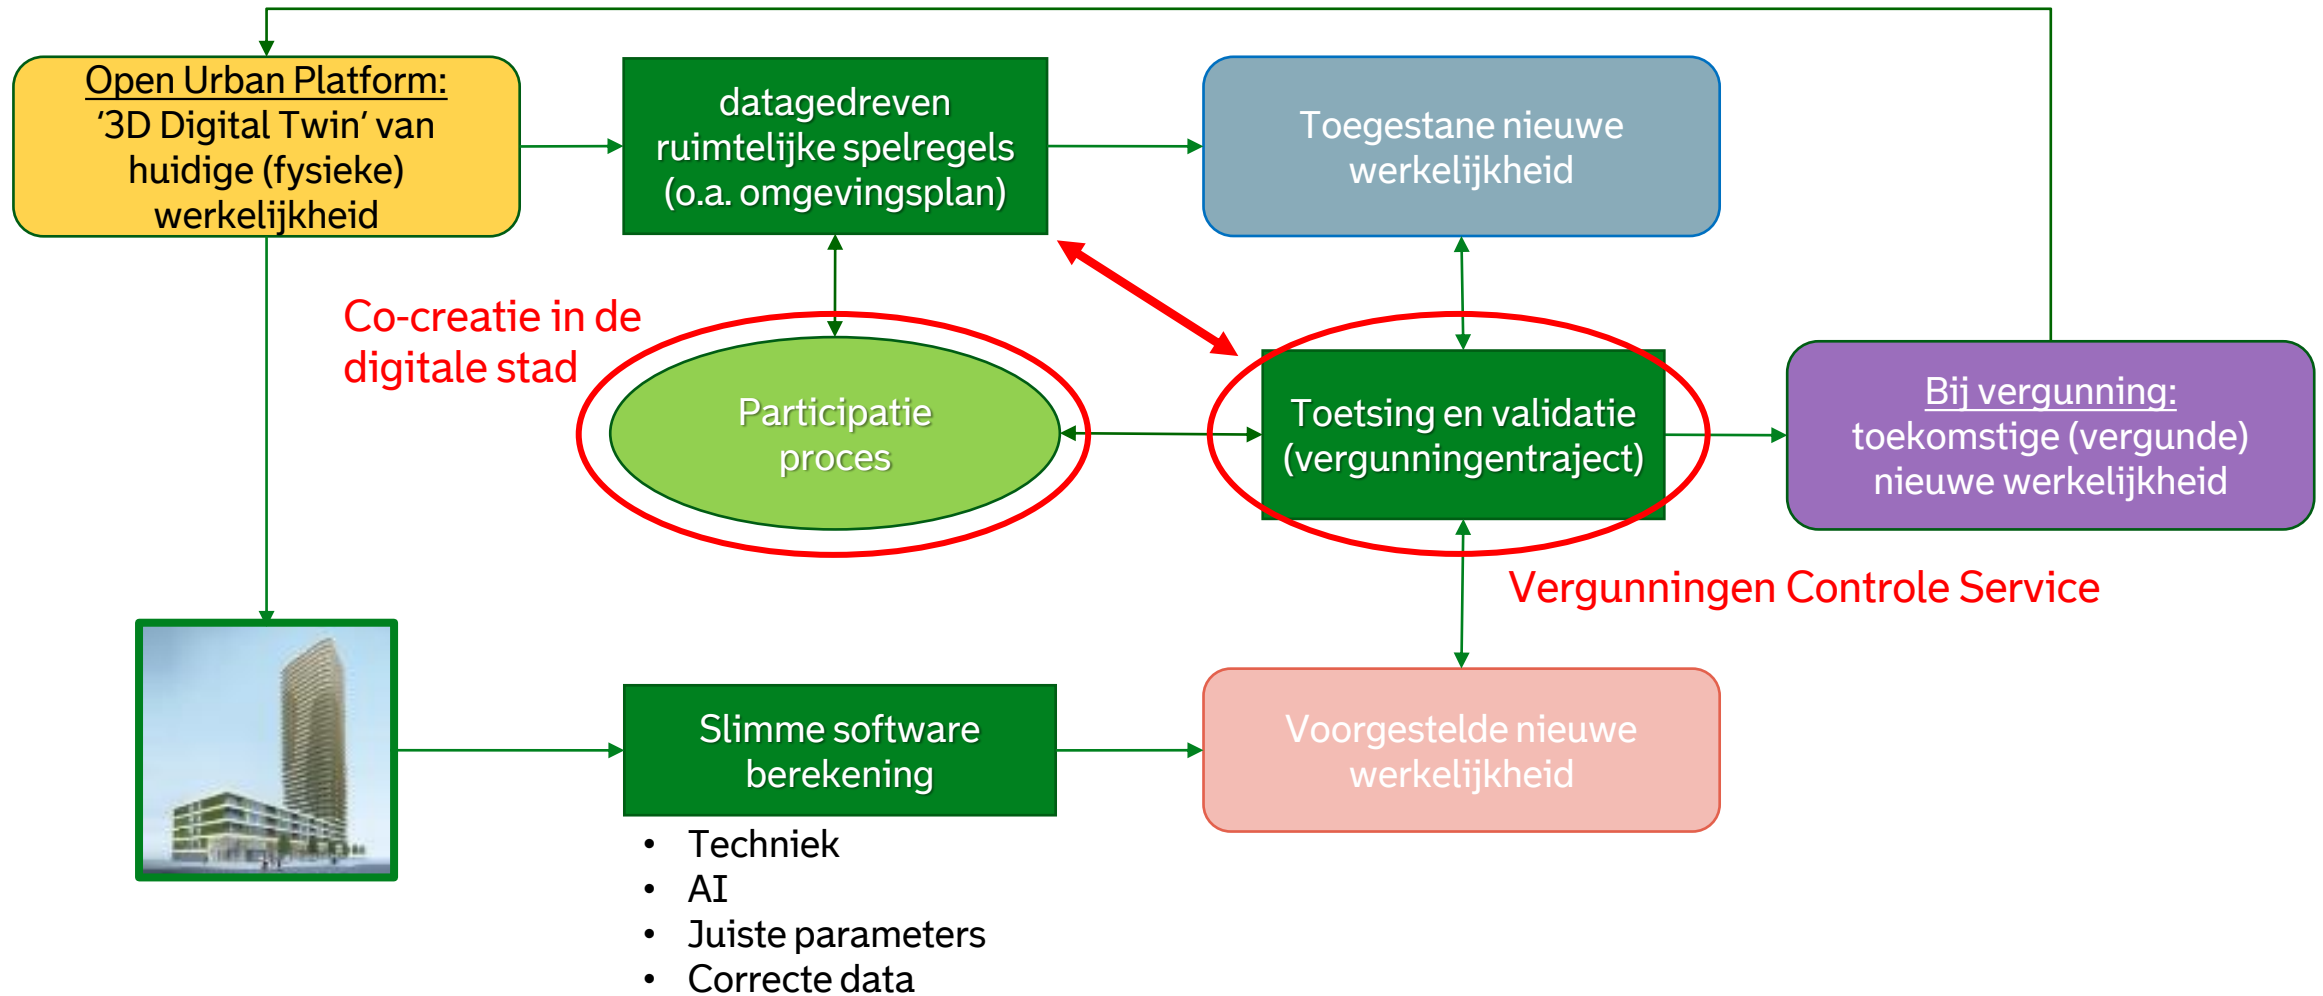 Open Urban Platform:
'3D Digital Twin' van
huidige (fysieke)
werkelijkheid
datagedreven
ruimtelijke spelregels
(o.a. omgevingsplan)
Toegestane nieuwe
werkelijkheid
Co-creatie in de
digitale stad
Participatie
proces
Toetsing en validatie
(vergunningentraject)
Bij vergunning:
toekomstige (vergunde)
nieuwe werkelijkheid
Vergunningen Controle Service
Slimme software
berekening
Voorgestelde nieuwe
werkelijkheid
• Techniek
• AI
• Juiste parameters
• Correcte data